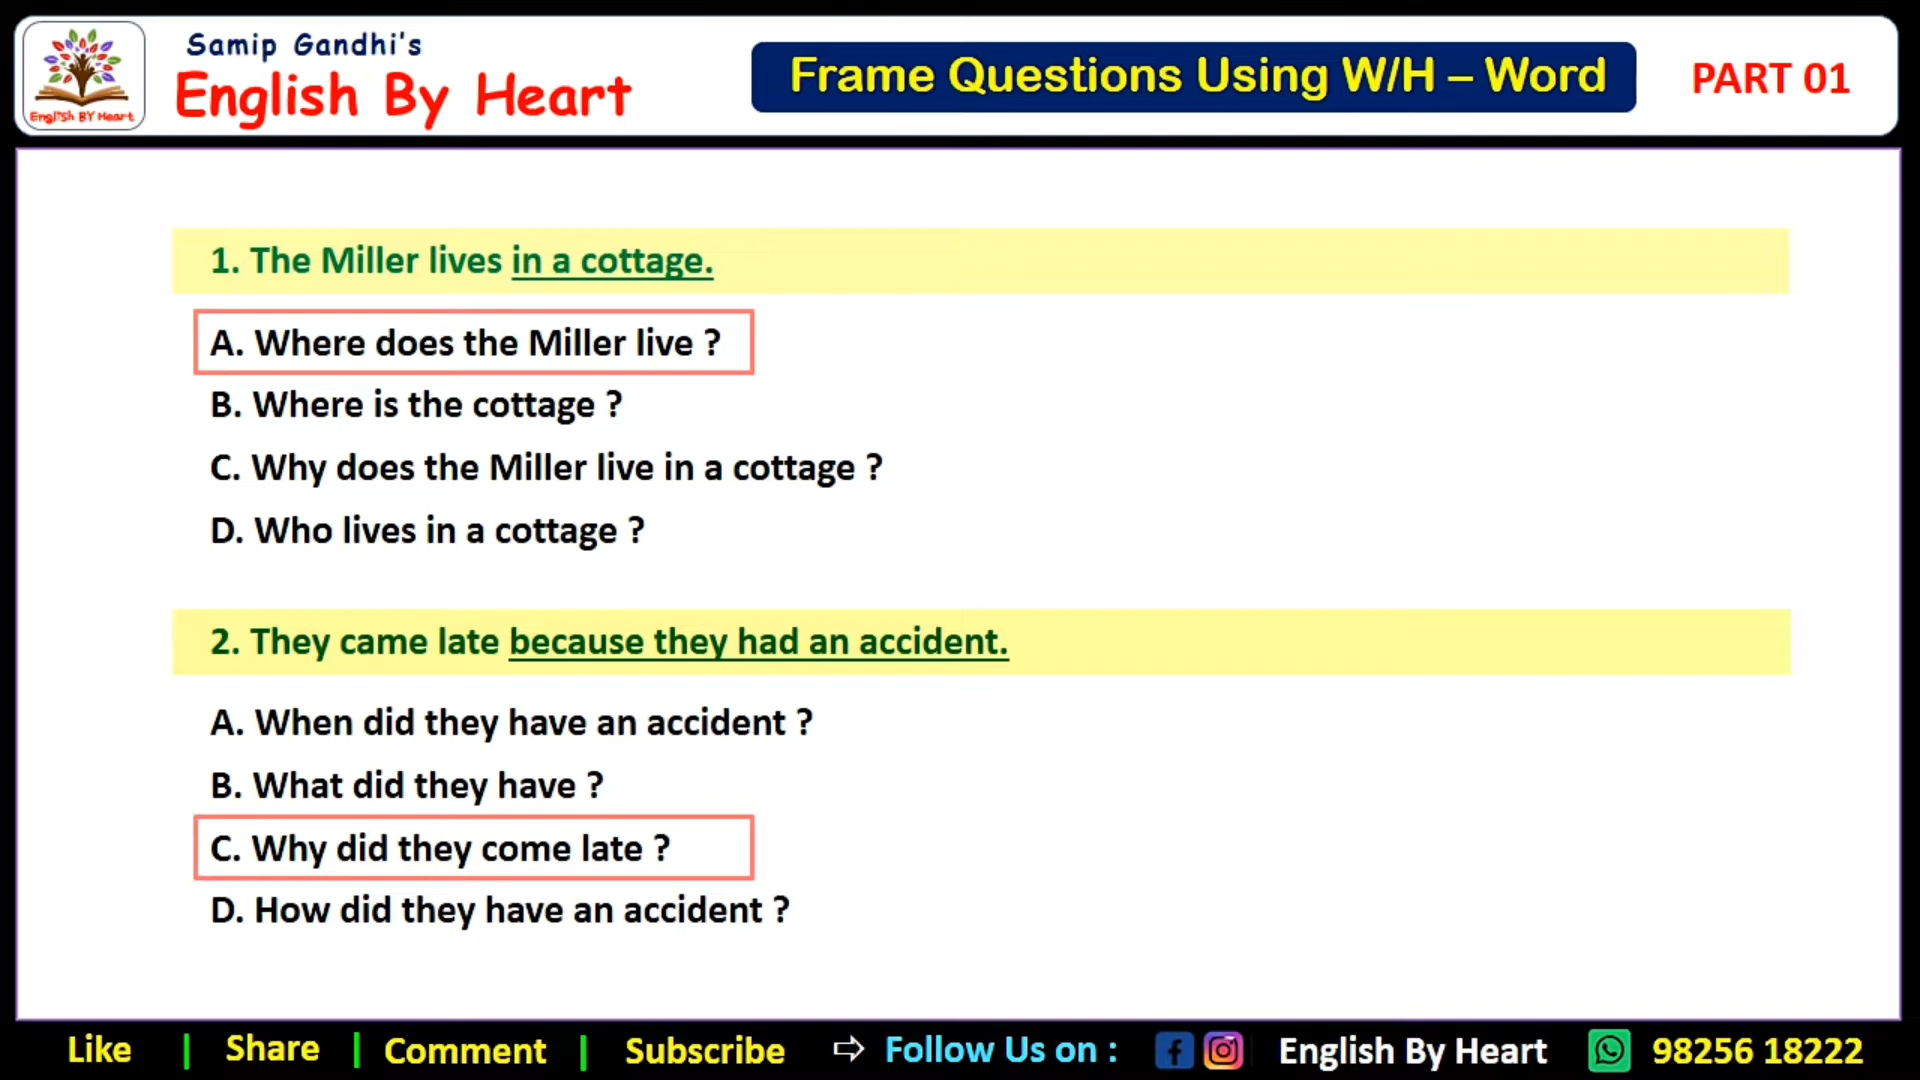 Samip Gandhi's
English By Heart
EngliSh BY Heart
Frame Questions Using W/H – Word
PART 01
1. The Miller lives in a cottage.
A. Where does the Miller live ?
B. Where is the cottage ?
C. Why does the Miller live in a cottage ?
D. Who lives in a cottage ?
2. They came late because they had an accident.
A. When did they have an accident ?
B. What did they have ?
C. Why did they come late ?
D. How did they have an accident ?
Like | Share | Comment | Subscribe ⇨ Follow Us on : English By Heart 98256 18222